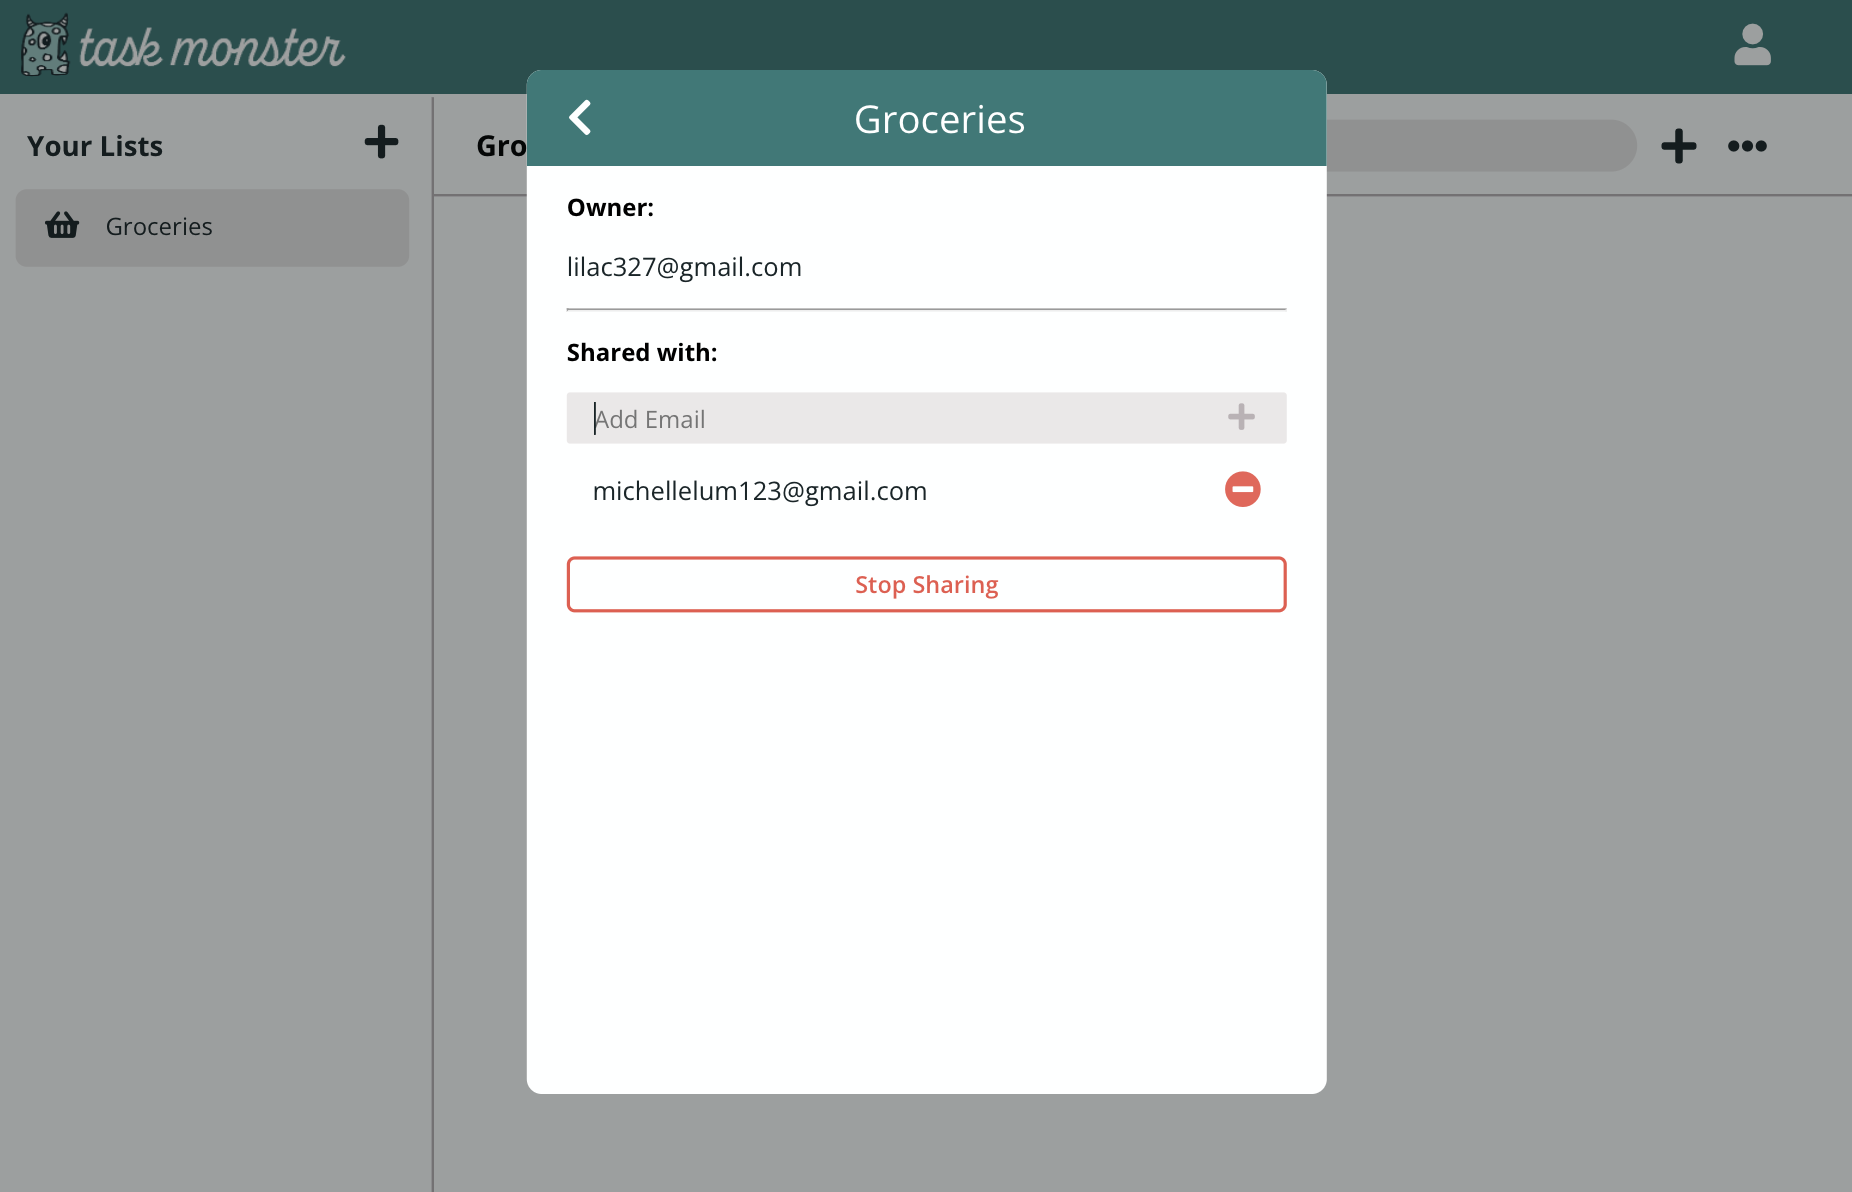 task monster
Your Lists
Groceries
Gro
Groceries
Owner:
lilac327@gmail.com
Shared with:
Add Email
michellelum123@gmail.com
Stop Sharing